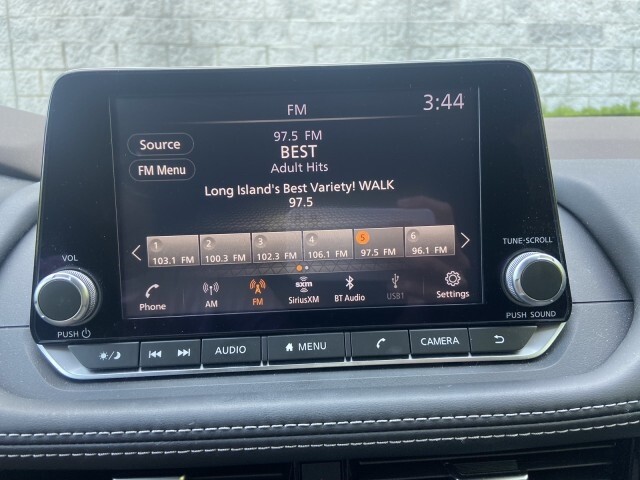 FM
3:44
Source
FM Menu
97.5 FM
BEST
Adult Hits
Long Island's Best Variety! WALK
97.5
1
103.1 FM
2
100.3 FM
3
102.3 FM
4
106.1 FM
5
97.5 FM
6
96.1 FM
Phone
AM
FM
sxm
SiriusXM
BT Audio
USB1
Settings
VOL
PUSH
TUNE·SCROLL
PUSH SOUND
AUDIO
MENU
CAMERA